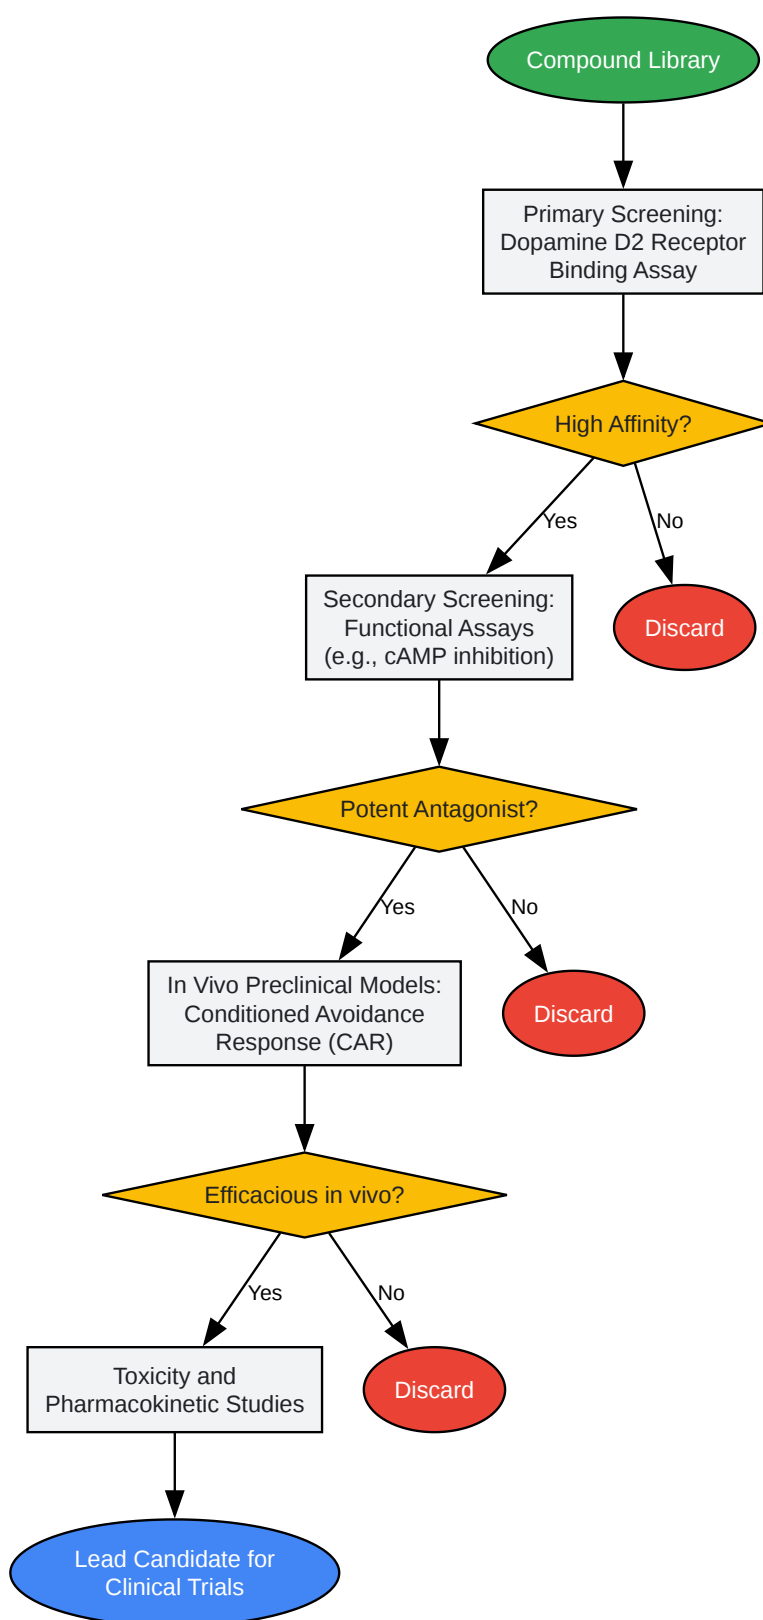 Compound Library
Primary Screening:
Dopamine D2 Receptor
Binding Assay
High Affinity?
Yes
No
Secondary Screening:
Functional Assays
(e.g., cAMP inhibition)
Discard
Potent Antagonist?
Yes
No
In Vivo Preclinical Models:
Conditioned Avoidance
Response (CAR)
Discard
Efficacious in vivo?
Yes
No
Toxicity and
Pharmacokinetic Studies
Discard
Lead Candidate for
Clinical Trials